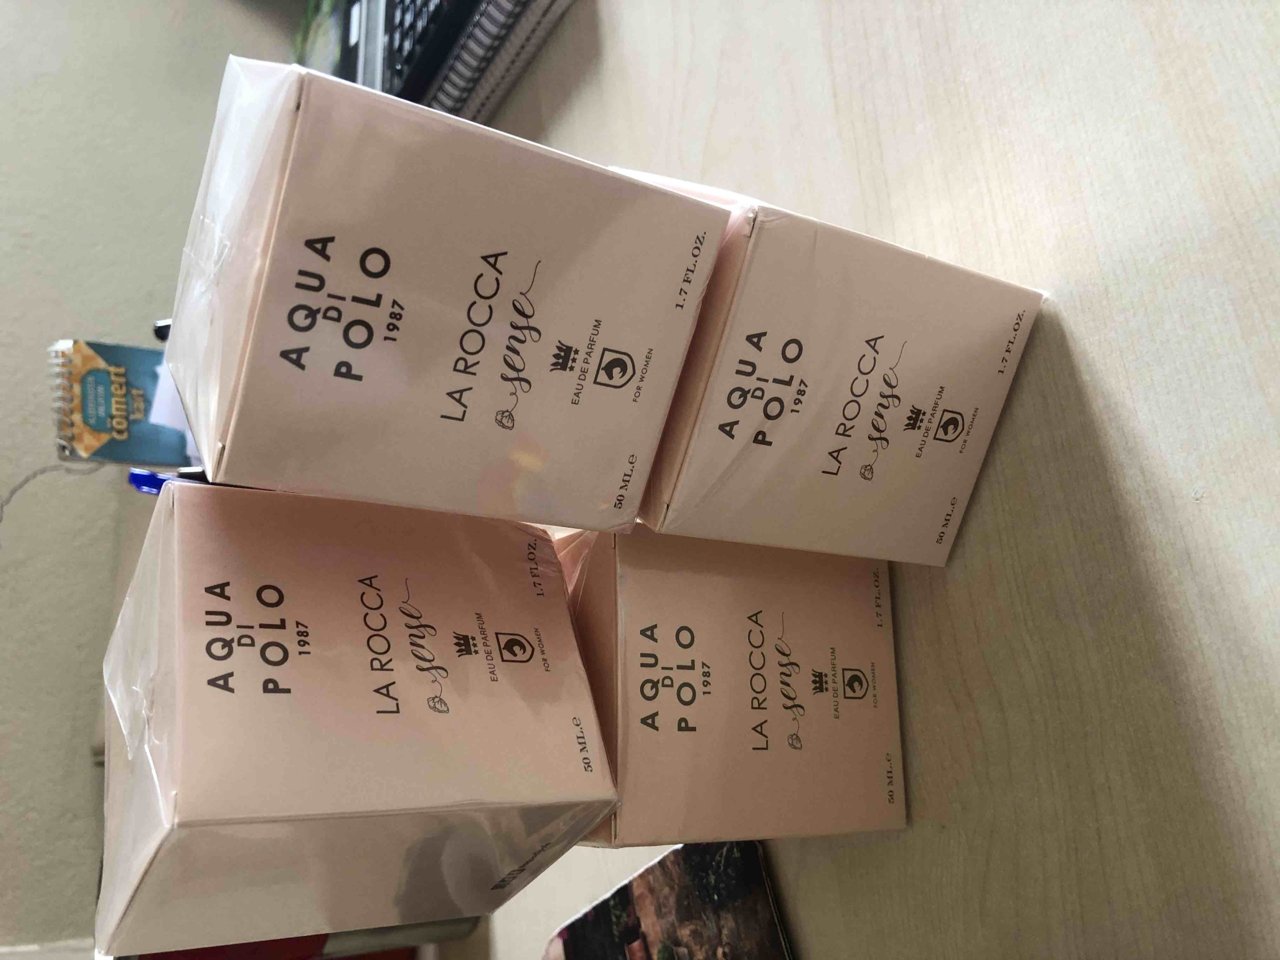 AQUA
DI
POLO
1987
LA ROCCA
sense
EAU DE PARFUM
FOR WOMEN
50 ML.e
1.7 FL.OZ.
AQUA
DI
POLO
1987
LA ROCCA
sense
EAU DE PARFUM
FOR WOMEN
50 ML.e
1.7 FL.OZ.
AQUA
DI
POLO
1987
LA ROCCA
sense
EAU DE PARFUM
FOR WOMEN
50 ML.e
1.7 FL.OZ.
AQUA
DI
POLO
1987
LA ROCCA
sense
EAU DE PARFUM
FOR WOMEN
50 ML.e
1.7 FL.OZ.
cömert
kart